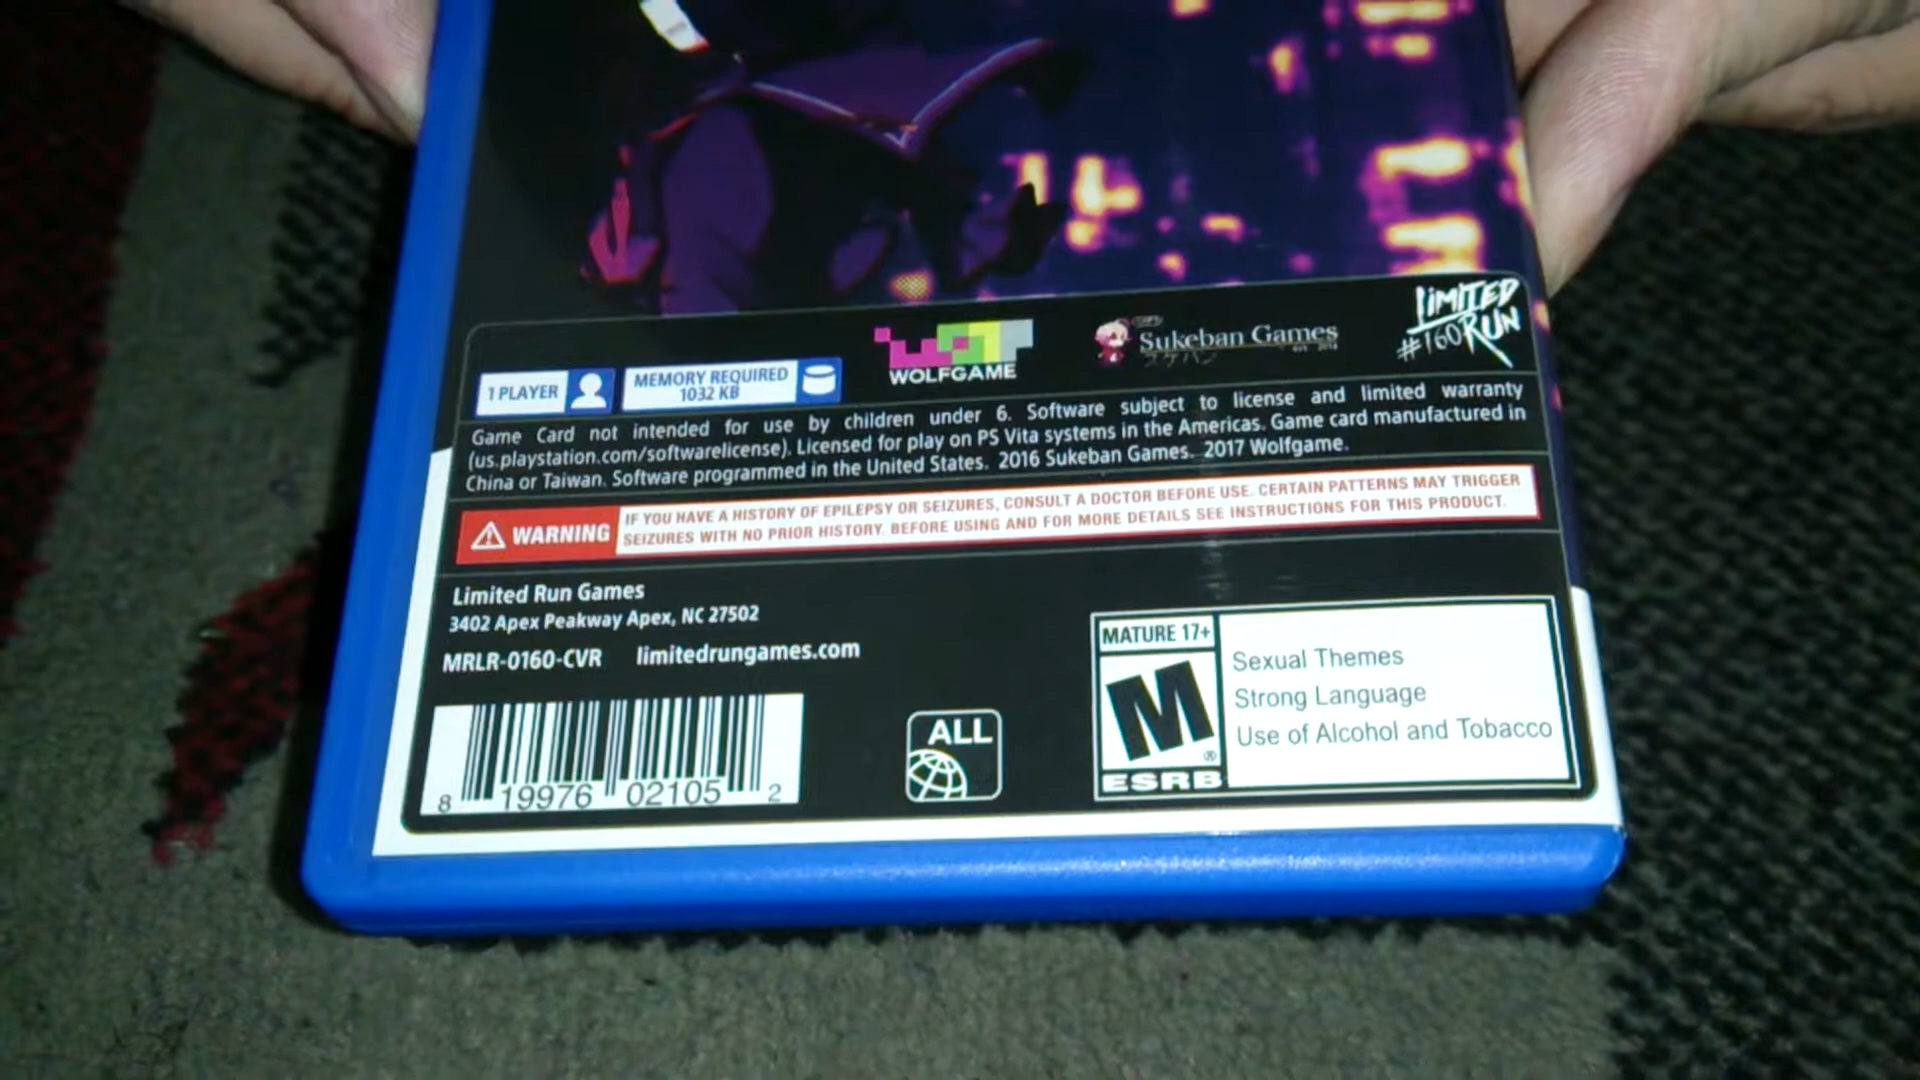 LIMITED
#160 RUN
WOLFGAME
Sukeban Games
1 PLAYER
MEMORY REQUIRED
1032 KB
Game Card not intended for use by children under 6. Software subject to license and limited warranty
(us.playstation.com/softwarelicense). Licensed for play on PS Vita systems in the Americas. Game card manufactured in
China or Taiwan. Software programmed in the United States. 2016 Sukeban Games. 2017 Wolfgame.
WARNING
IF YOU HAVE A HISTORY OF EPILEPSY OR SEIZURES, CONSULT A DOCTOR BEFORE USE. CERTAIN PATTERNS MAY TRIGGER
SEIZURES WITH NO PRIOR HISTORY. BEFORE USING AND FOR MORE DETAILS SEE INSTRUCTIONS FOR THIS PRODUCT.
Limited Run Games
3402 Apex Peakway Apex, NC 27502
MRLR-0160-CVR limitedrungames.com
8 19976 02105 2
ALL
MATURE 17+
M
®
ESRB
Sexual Themes
Strong Language
Use of Alcohol and Tobacco